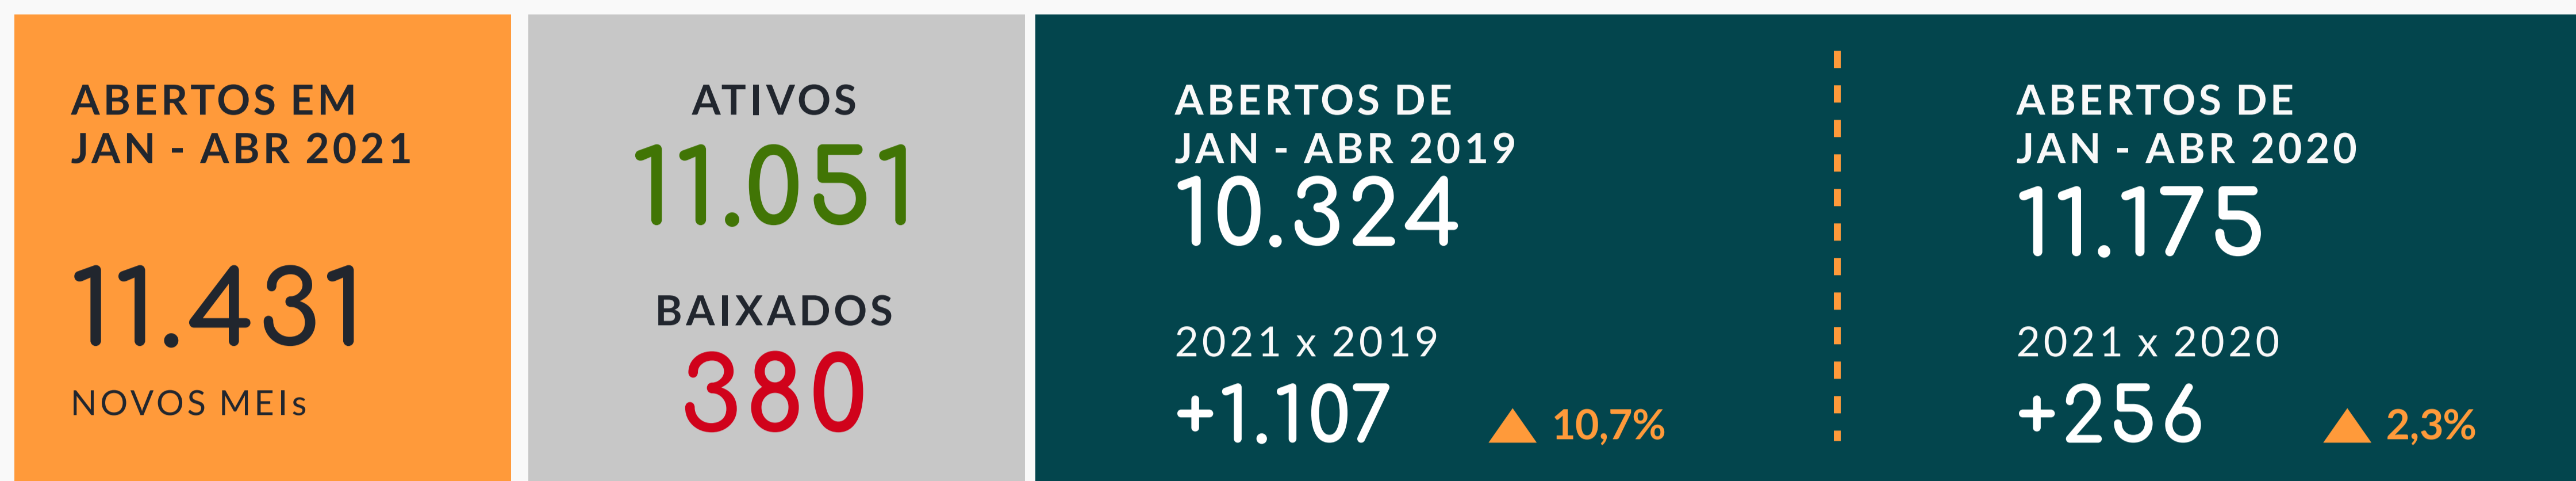 ABERTOS EM
JAN - ABR 2021
11.431
NOVOS MEIs
ATIVOS
11.051
BAIXADOS
380
ABERTOS DE
JAN - ABR 2019
10.324
2021 x 2019
+1.107
10,7%
ABERTOS DE
JAN - ABR 2020
11.175
2021 x 2020
+256
2,3%